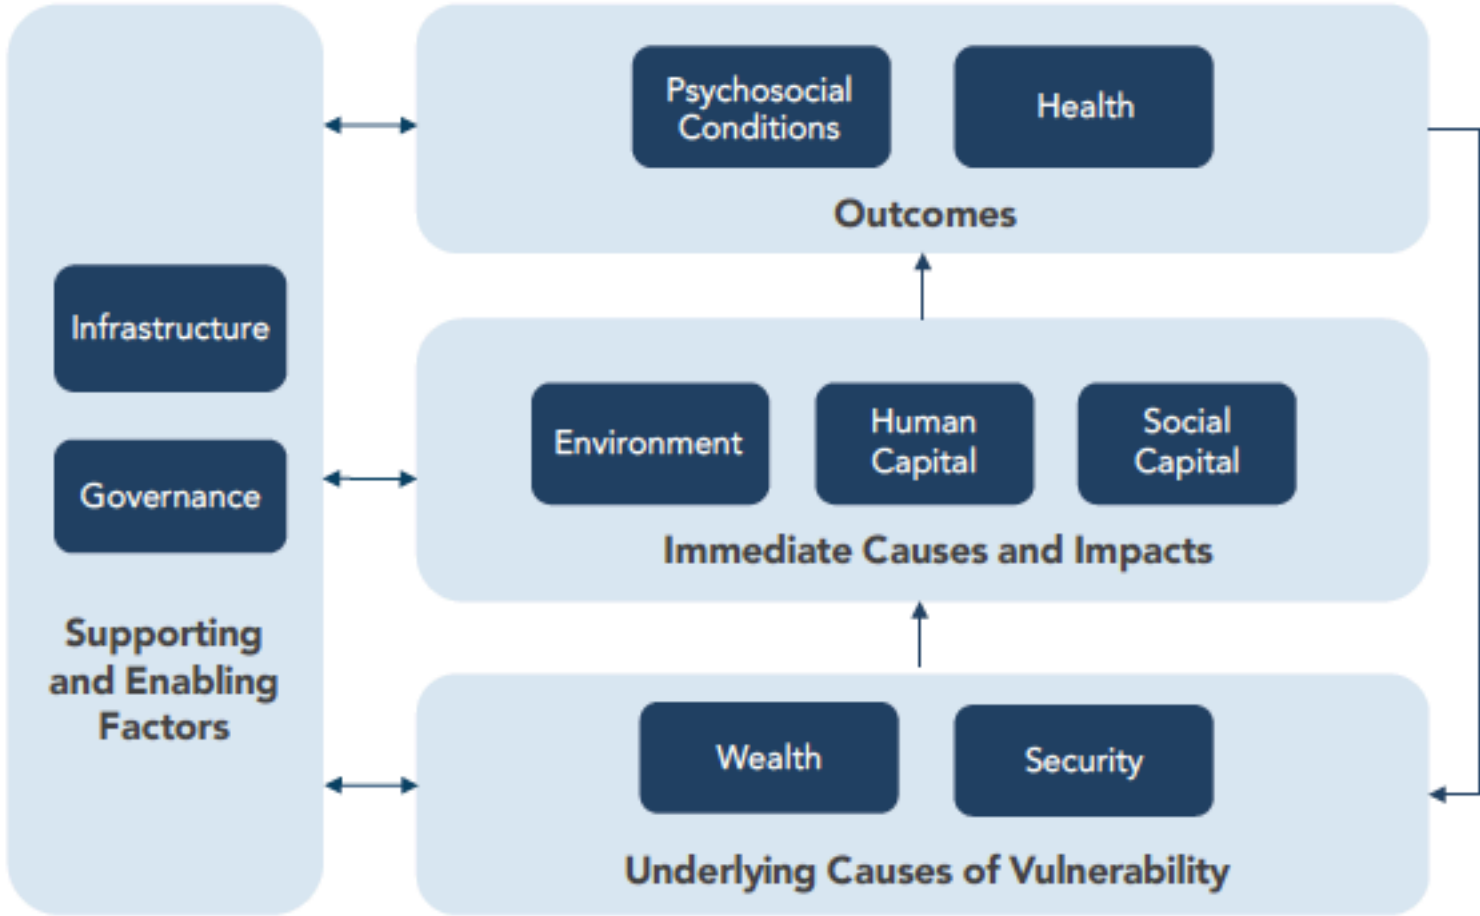 Psychosocial
Conditions
Health
Outcomes
Infrastructure
Governance
Supporting
and Enabling
Factors
Environment
Human
Capital
Social
Capital
Immediate Causes and Impacts
Wealth
Security
Underlying Causes of Vulnerability